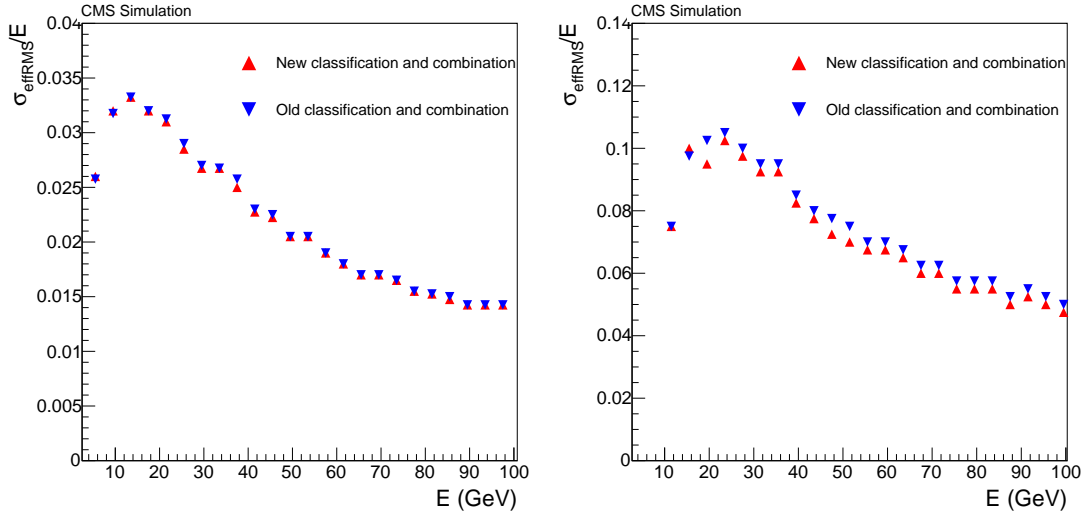 CMS Simulation
σeffRMS/E
0.04
0.035
0.03
0.025
0.02
0.015
0.01
0.005
0
New classification and combination
Old classification and combination
10 20 30 40 50 60 70 80 90 100
E (GeV)
CMS Simulation
σeffRMS/E
0.14
0.12
0.1
0.08
0.06
0.04
0.02
0
New classification and combination
Old classification and combination
10 20 30 40 50 60 70 80 90 100
E (GeV)